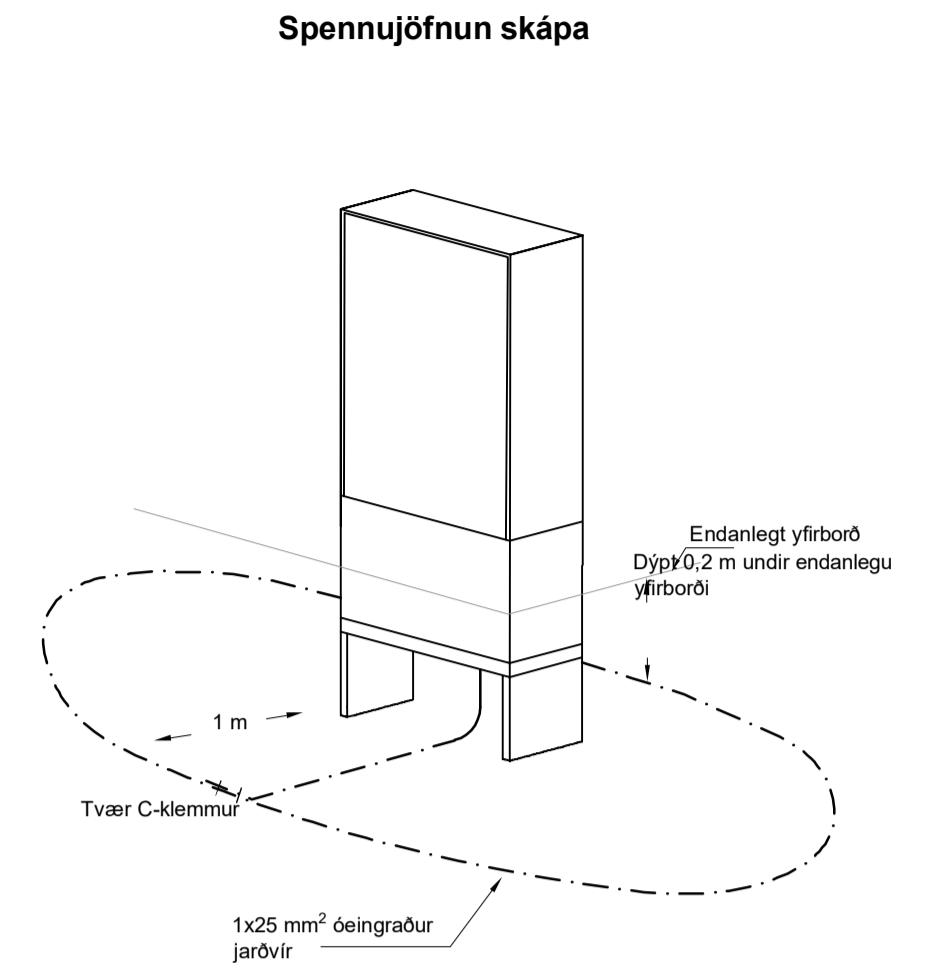 Spennujöfnun skápa
Endanlegt yfirborð
Dýpt 0,2 m undir endanlegu
yfirborði
1 m
Tvær C-klemmur
1x25 mm² óeingraður
jarðvír